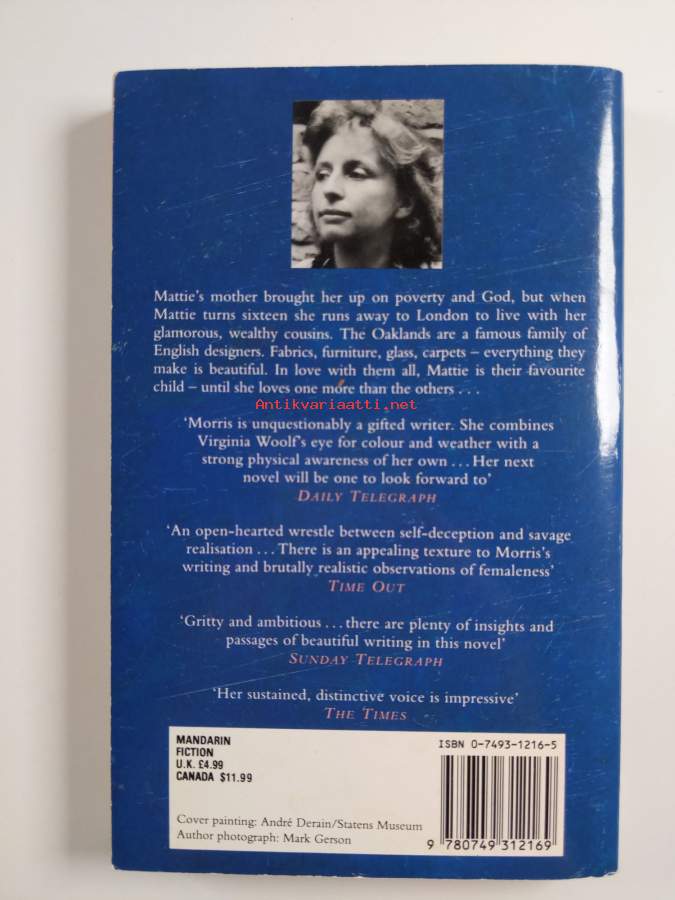 Mattie's mother brought her up on poverty and God, but when
Mattie turns sixteen she runs away to London to live with her
glamorous, wealthy cousins. The Oaklands are a famous family of
English designers. Fabrics, furniture, glass, carpets – everything they
make is beautiful. In love with them all, Mattie is their favourite
child – until she loves one more than the others . . .
Antikvariaatti.net
'Morris is unquestionably a gifted writer. She combines
Virginia Woolf's eye for colour and weather with a
strong physical awareness of her own . . . Her next
novel will be one to look forward to'
DAILY TELEGRAPH
'An open-hearted wrestle between self-deception and savage
realisation . . . There is an appealing texture to Morris's
writing and brutally realistic observations of femaleness'
TIME OUT
'Gritty and ambitious . . . there are plenty of insights and
passages of beautiful writing in this novel'
SUNDAY TELEGRAPH
'Her sustained, distinctive voice is impressive'
THE TIMES
MANDARIN
FICTION
U.K. £4.99
CANADA $11.99
Cover painting: André Derain/Statens Museum
Author photograph: Mark Gerson
ISBN 0-7493-1216-5
9 780749 312169